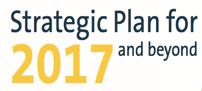 Strategic Plan for
2017 and beyond